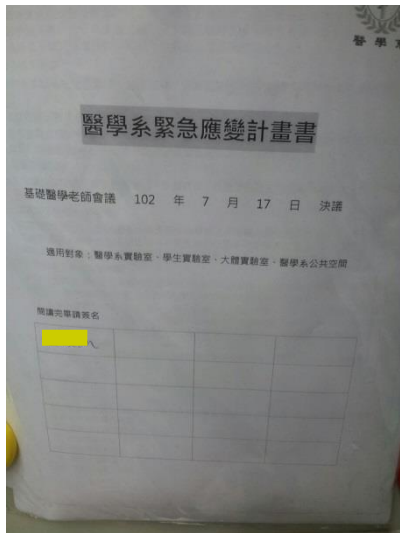 醫學
醫學系緊急應變計畫書
基礎醫學老師會議 102 年 7 月 17 日 決議
適用對象：醫學系實驗室、學生實驗室、大體實驗室、醫學系公共空間
閱讀完畢請簽名